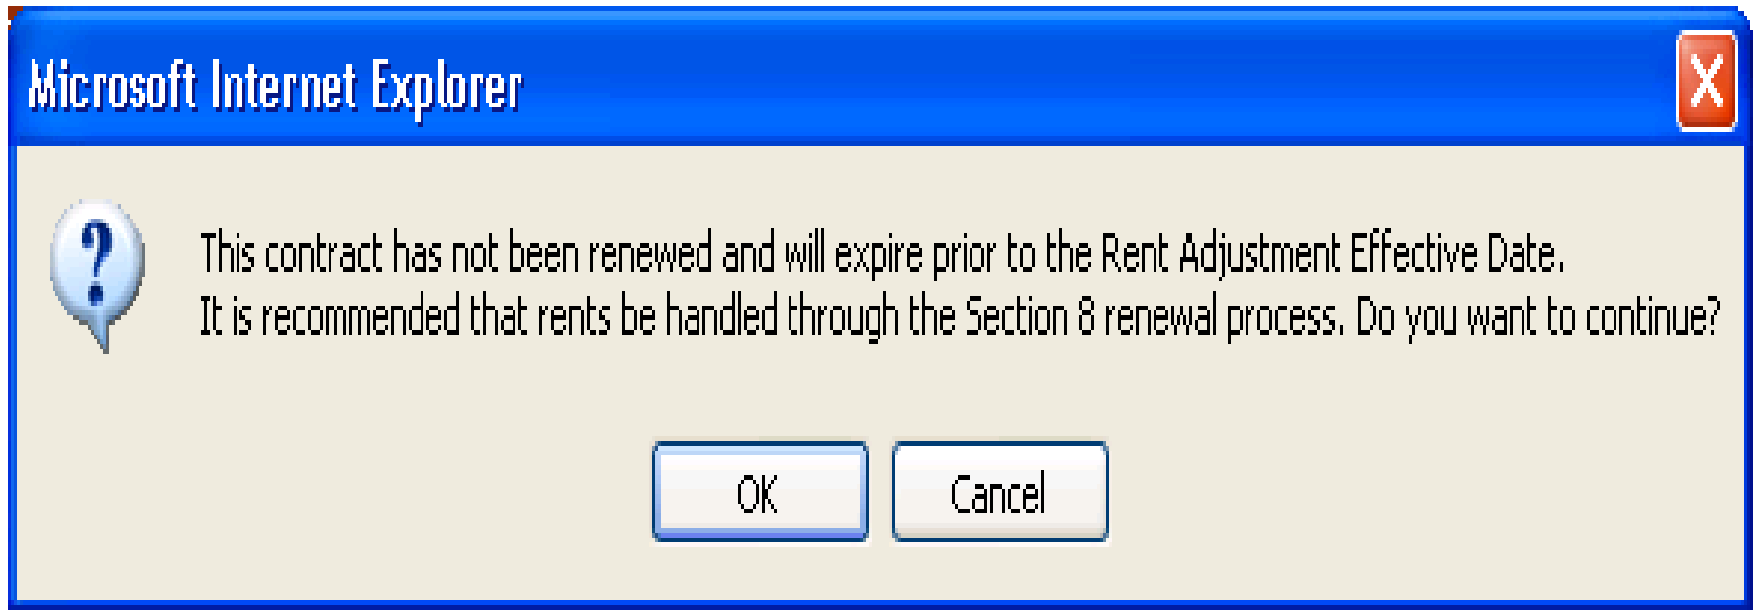 Microsoft Internet Explorer
X
?
This contract has not been renewed and will expire prior to the Rent Adjustment Effective Date.
It is recommended that rents be handled through the Section 8 renewal process. Do you want to continue?
OK Cancel